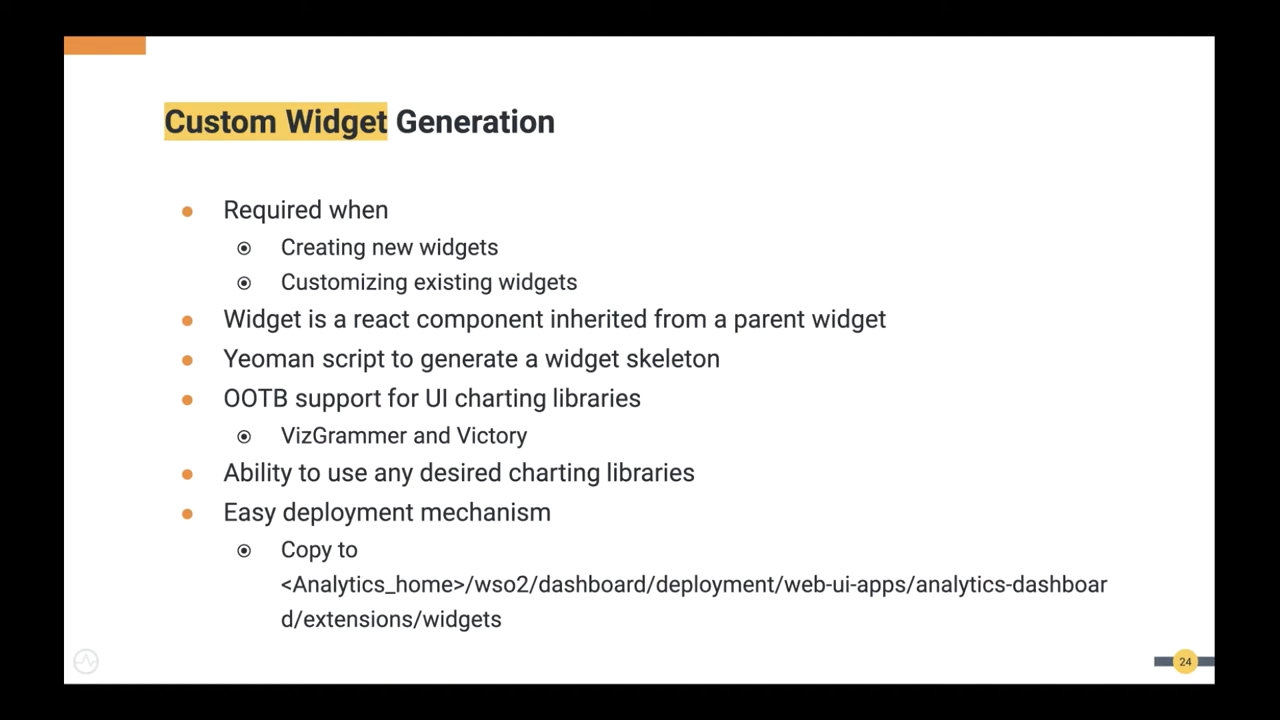 Custom Widget Generation
Required when
Creating new widgets
Customizing existing widgets
Widget is a react component inherited from a parent widget
Yeoman script to generate a widget skeleton
OOTB support for UI charting libraries
VizGrammer and Victory
Ability to use any desired charting libraries
Easy deployment mechanism
Copy to
<Analytics_home>/wso2/dashboard/deployment/web-ui-apps/analytics-dashboar
d/extensions/widgets
24